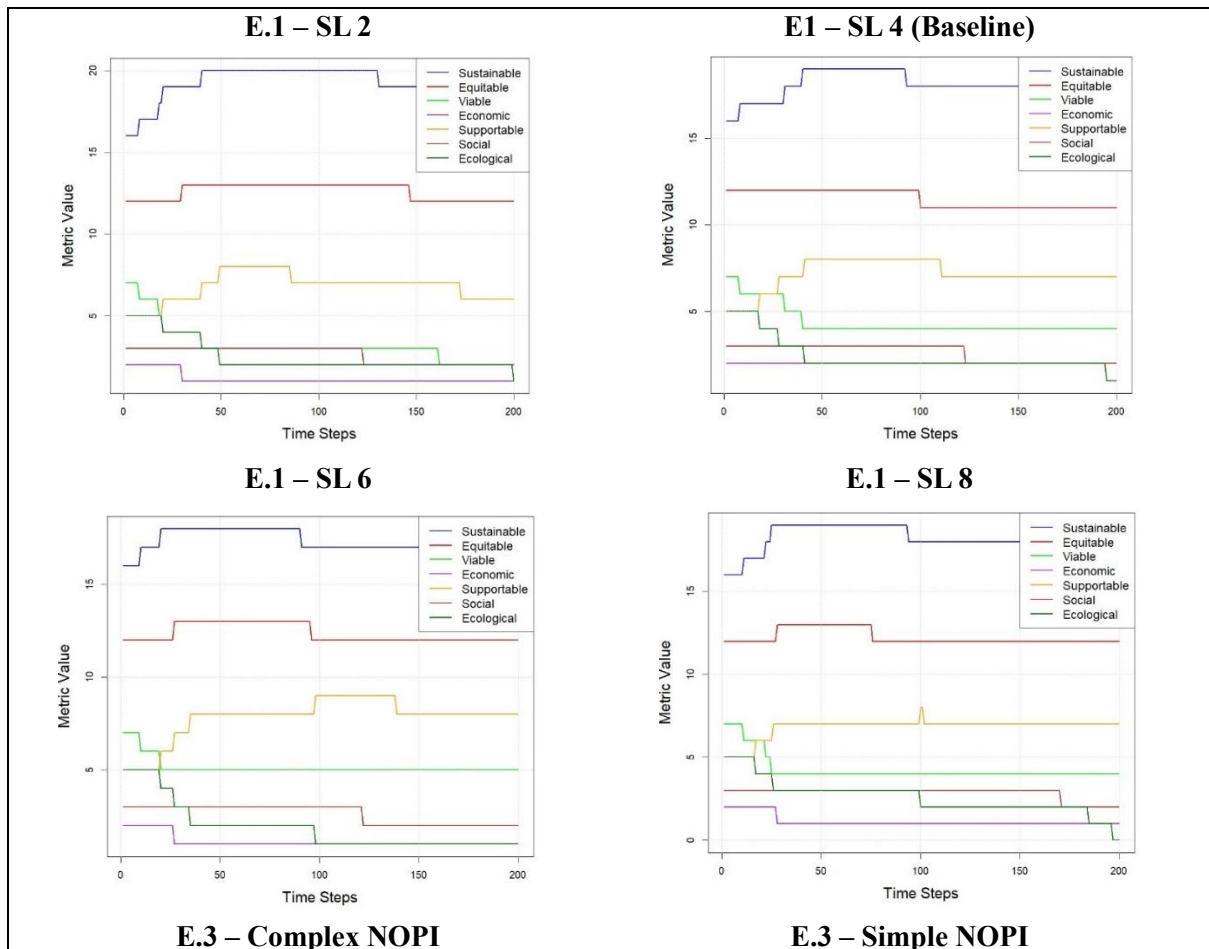 E.1 – SL 2
E1 – SL 4 (Baseline)
20
15
10
5
Metric Value
Sustainable
Equitable
Viable
Economic
Supportable
Social
Ecological
0
50
100
150
200
Time Steps
15
10
5
Metric Value
Sustainable
Equitable
Viable
Economic
Supportable
Social
Ecological
0
50
100
150
200
Time Steps
E.1 – SL 6
E.1 – SL 8
15
10
5
Metric Value
Sustainable
Equitable
Viable
Economic
Supportable
Social
Ecological
0
50
100
150
200
Time Steps
15
10
5
0
Metric Value
Sustainable
Equitable
Viable
Economic
Supportable
Social
Ecological
0
50
100
150
200
Time Steps
E.3 – Complex NOPI
E.3 – Simple NOPI